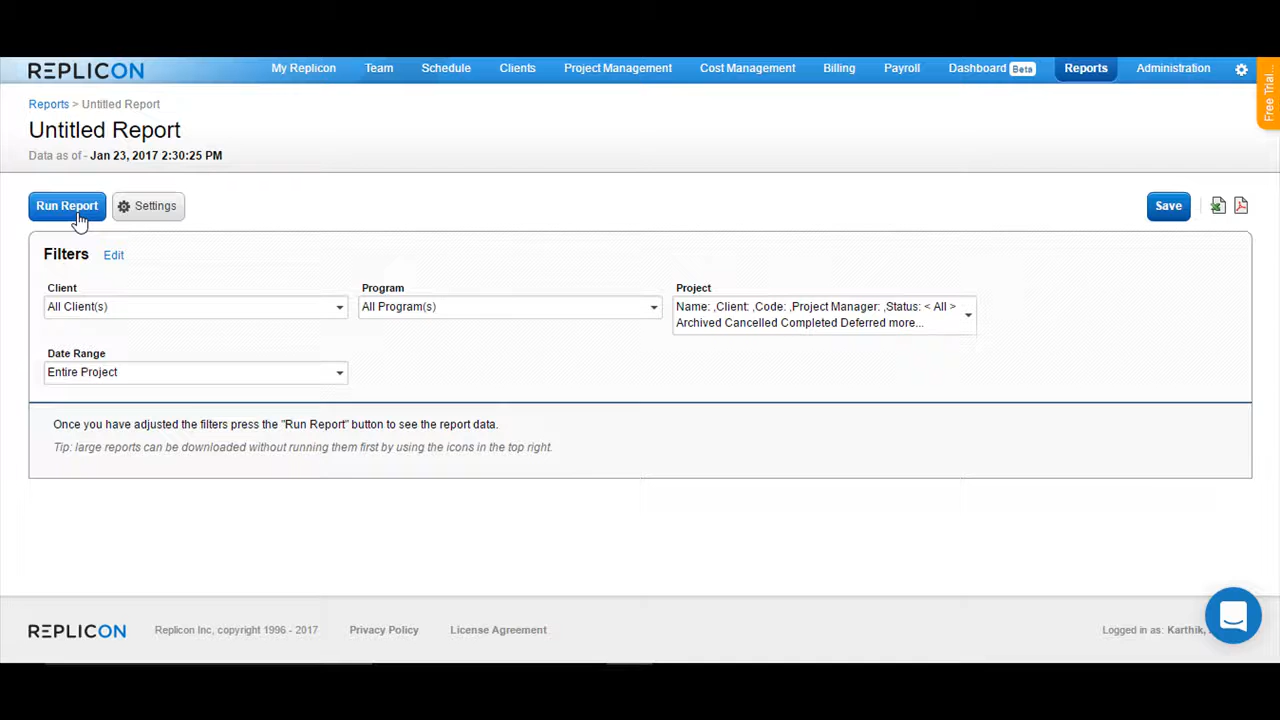 REPLICON
My Replicon Team Schedule Clients Project Management Cost Management Billing Payroll Dashboard Beta Reports Administration
Free Trial...
Reports > Untitled Report
Untitled Report
Data as of - Jan 23, 2017 2:30:25 PM
Run Report Settings Save
Filters Edit
Client Program Project
All Client(s) All Program(s) Name: ,Client: ,Code: ,Project Manager: ,Status: < All >
Archived Cancelled Completed Deferred more...
Date Range
Entire Project
Once you have adjusted the filters press the "Run Report" button to see the report data.
Tip: large reports can be downloaded without running them first by using the icons in the top right.
REPLICON Replicon Inc, copyright 1996 - 2017 Privacy Policy License Agreement Logged in as: Karthik,